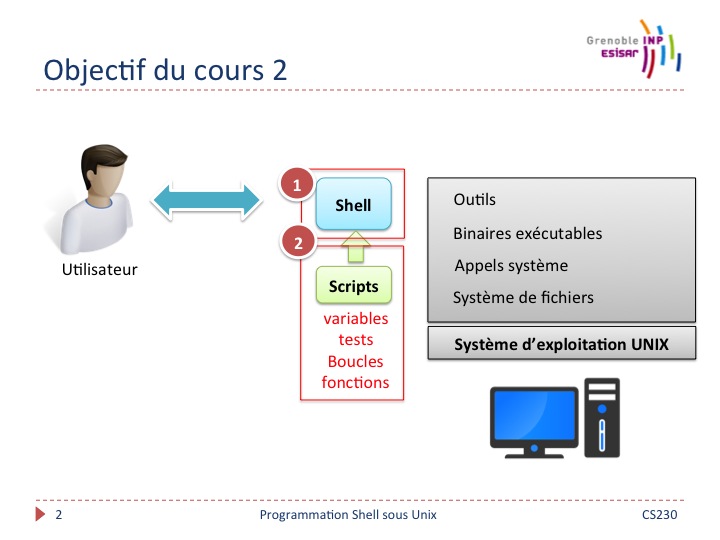 Objectif du cours 2
Grenoble INP
ESISAR
1
Shell
2
Scripts
variables
tests
Boucles
fonctions
Utilisateur
Outils
Binaires exécutables
Appels système
Système de fichiers
Système d’exploitation UNIX
2
Programmation Shell sous Unix
CS230